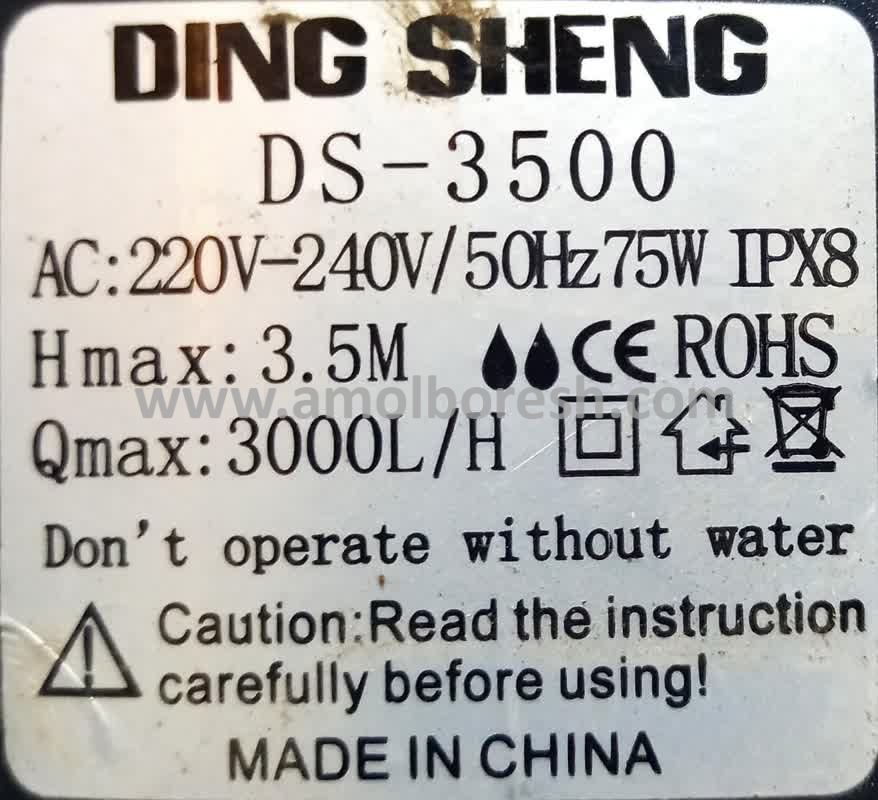 DING SHENG
DS-3500
AC:220V-240V/50Hz75W IPX8
Hmax: 3.5M CE ROHS
www.amolboresh.com
Qmax: 3000L/H
Don't operate without water
Caution:Read the instruction
carefully before using!
MADE IN CHINA